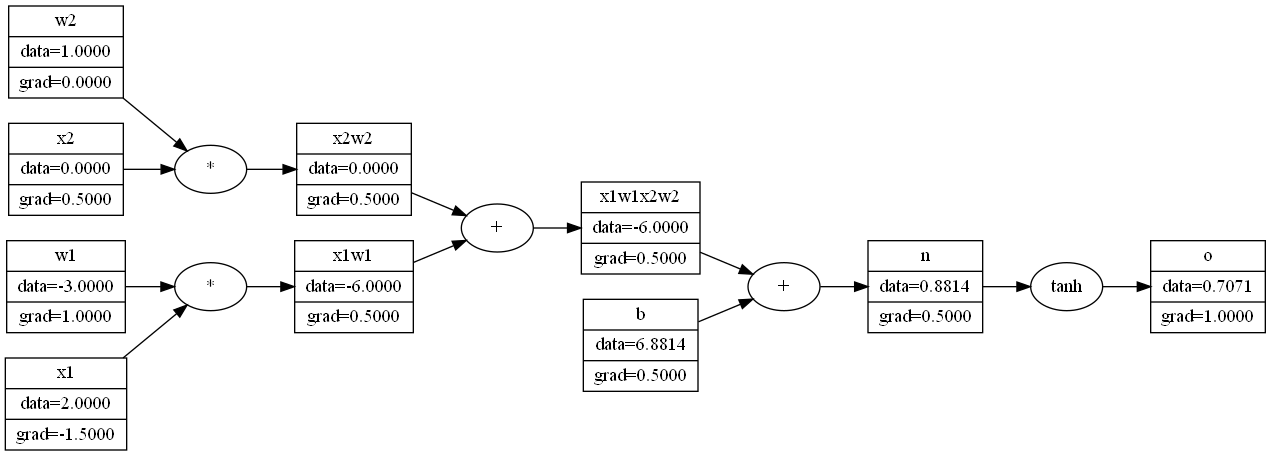 w2
data=1.0000
grad=0.0000
x2
data=0.0000
grad=0.5000
*
x2w2
data=0.0000
grad=0.5000
w1
data=-3.0000
grad=1.0000
x1
data=2.0000
grad=-1.5000
*
x1w1
data=-6.0000
grad=0.5000
+
x1w1x2w2
data=-6.0000
grad=0.5000
b
data=6.8814
grad=0.5000
+
n
data=0.8814
grad=0.5000
tanh
o
data=0.7071
grad=1.0000